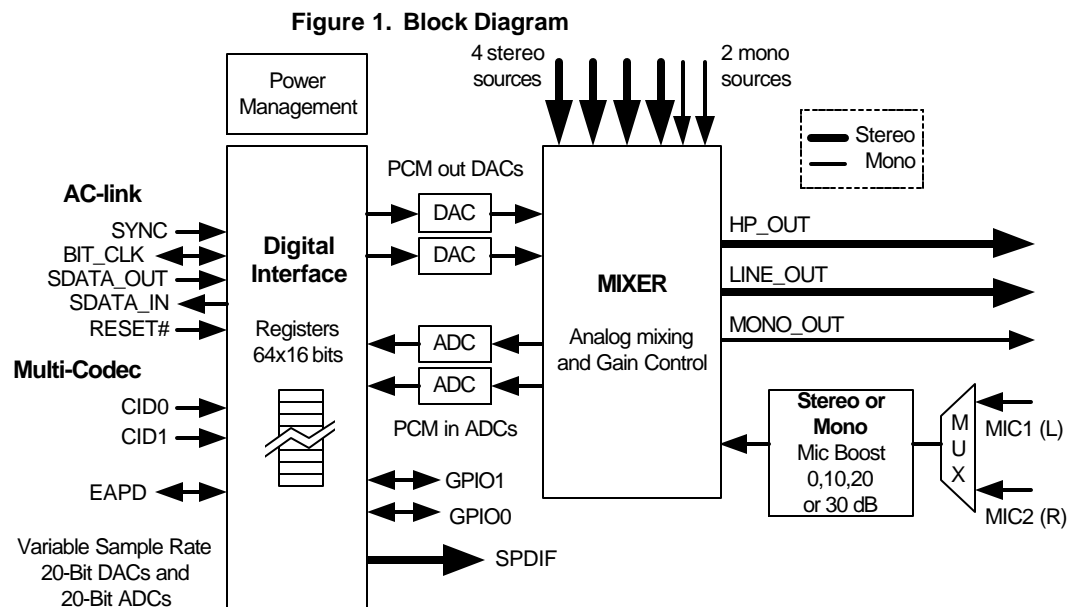 Figure 1. Block Diagram
4 stereo
sources
2 mono
sources
Power
Management
Stereo
Mono
AC-link
SYNC
BIT_CLK
SDATA_OUT
SDATA_IN
RESET#
Multi-Codec
CID0
CID1
EAPD
Variable Sample Rate
20-Bit DACs and
20-Bit ADCs
Digital
Interface
Registers
64x16 bits
PCM out DACs
DAC
DAC
ADC
ADC
PCM in ADCs
GPIO1
GPIO0
SPDIF
MIXER
Analog mixing
and Gain Control
HP_OUT
LINE_OUT
MONO_OUT
Stereo or
Mono
Mic Boost
0,10,20
or 30 dB
M
U
X
MIC1 (L)
MIC2 (R)